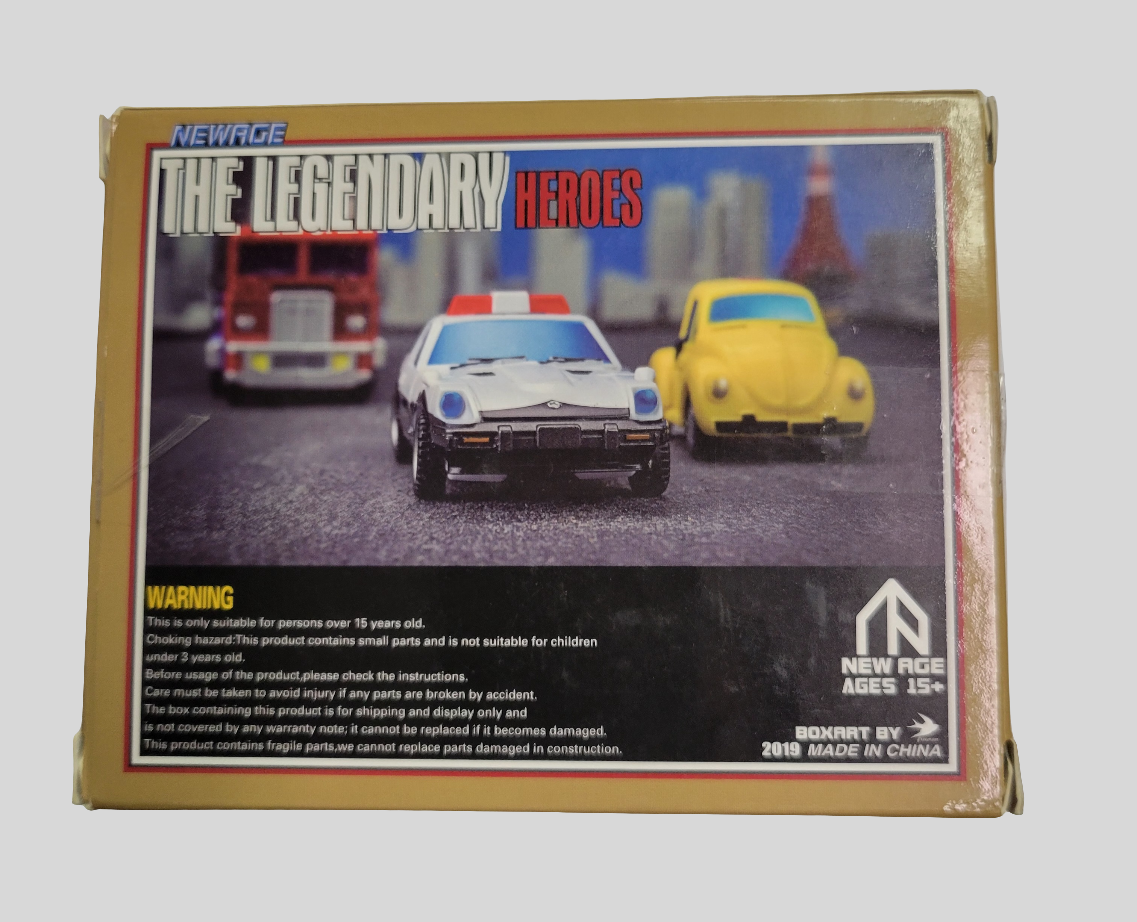 NEWAGE
THE LEGENDARY HEROES
WARNING
This is only suitable for persons over 15 years old.
Choking hazard:This product contains small parts and is not suitable for children
under 3 years old.
Before usage of the product,please check the instructions.
Care must be taken to avoid injury if any parts are broken by accident.
The box containing this product is for shipping and display only and
is not covered by any warranty note; it cannot be replaced if it becomes damaged.
This product contains fragile parts,we cannot replace parts damaged in construction.
NEW AGE
AGES 15+
BOXART BY
2019 MADE IN CHINA